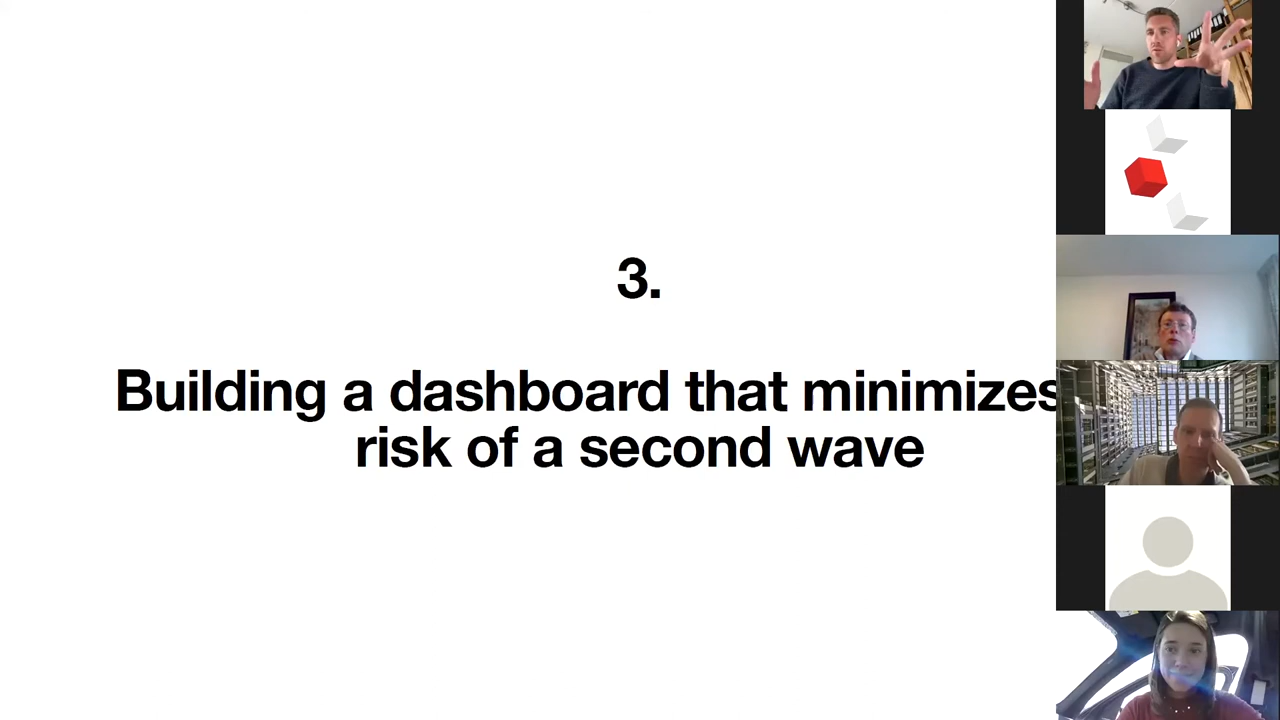 3.
Building a dashboard that minimizes
risk of a second wave